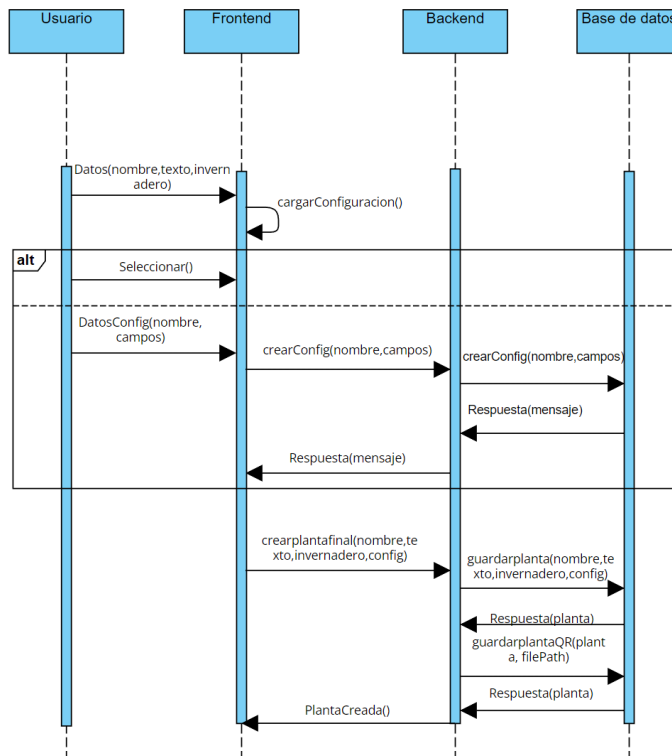 Usuario
Frontend
Backend
Base de datos
Datos(nombre,texto,invern
adero)
cargarConfiguracion()
alt
Seleccionar()
DatosConfig(nombre,
campos)
crearConfig(nombre,campos)
crearConfig(nombre,campos)
Respuesta(mensaje)
Respuesta(mensaje)
crearplantafinal(nombre,te
xto,invernadero,config)
guardarplanta(nombre,te
xto,invernadero,config)
Respuesta(planta)
guardarplantaQR(plant
a, filePath)
Respuesta(planta)
PlantaCreada()